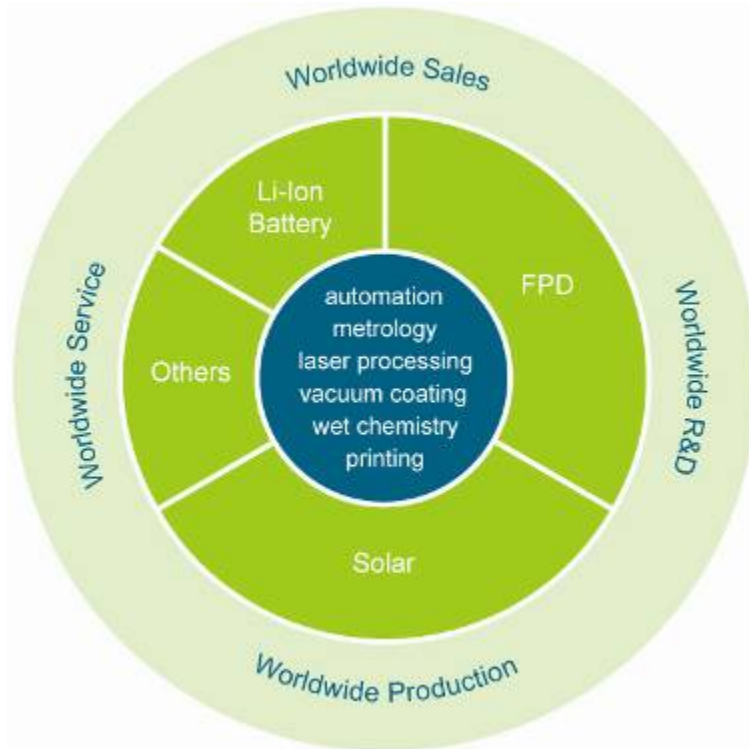 Worldwide Sales
Li-Ion
Battery
FPD
automation
metrology
laser processing
vacuum coating
wet chemistry
printing
Others
Solar
Worldwide Service
Worldwide R&D
Worldwide Production